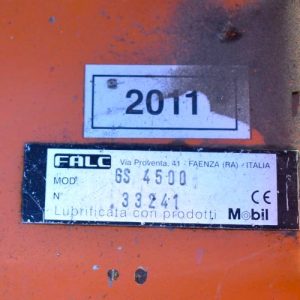 2011
FALC Via Proventa, 41 - FAENZA (RA) - ITALIA
MOD. GS 4500
N° 33241 CE
Lubrificata con prodotti Mobil